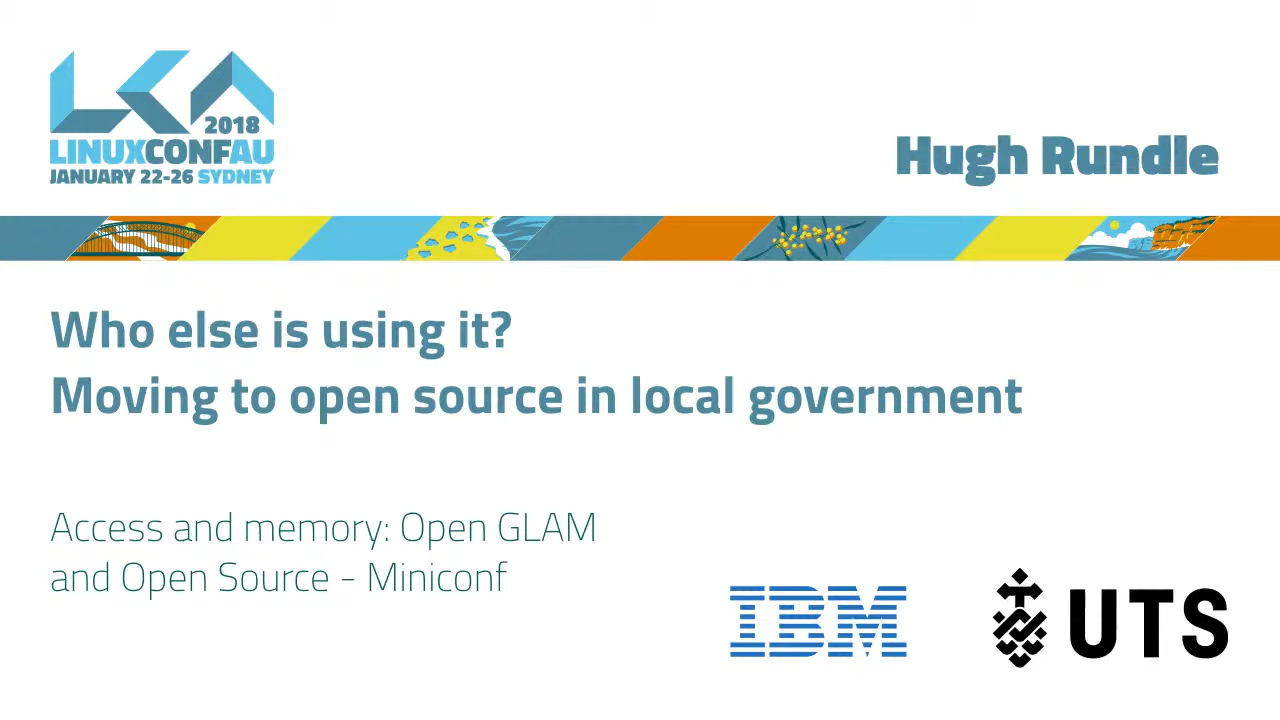 2018
LINUXCONFAU
JANUARY 22-26 SYDNEY
Hugh Rundle
Who else is using it?
Moving to open source in local government
Access and memory: Open GLAM
and Open Source - Miniconf
IBM
UTS